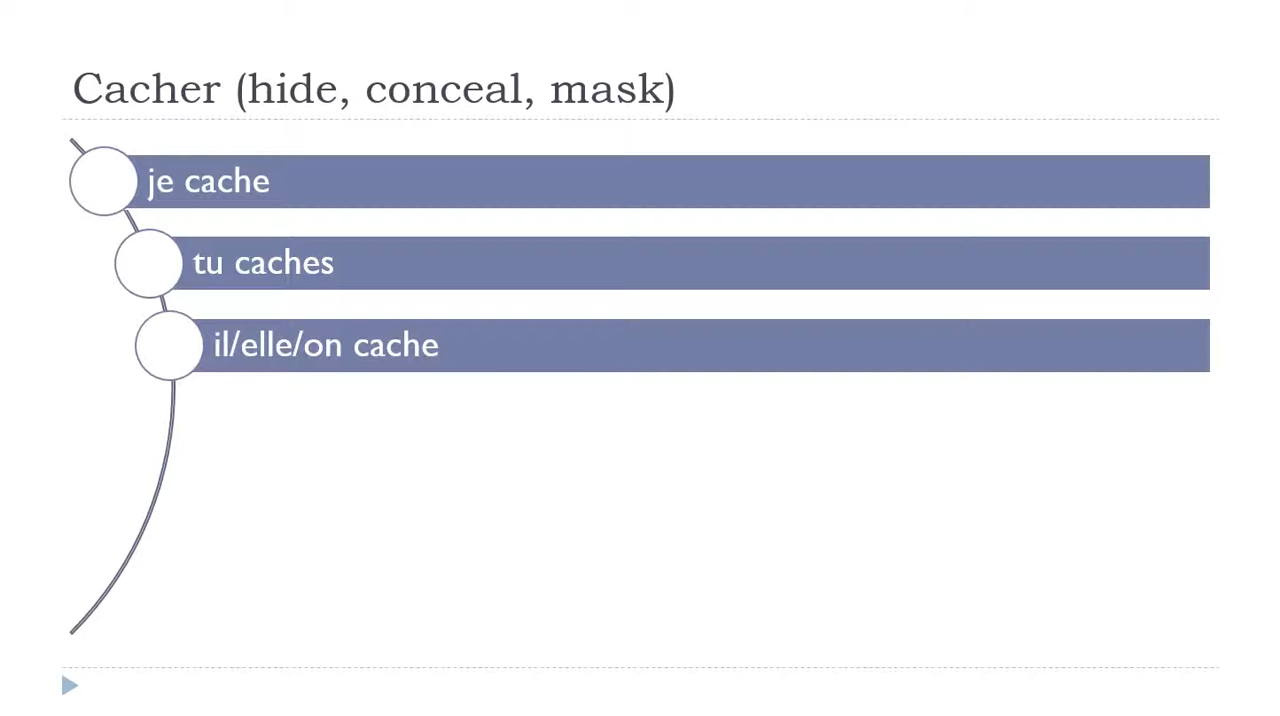 Cacher (hide, conceal, mask)
je cache
tu caches
il/elle/on cache